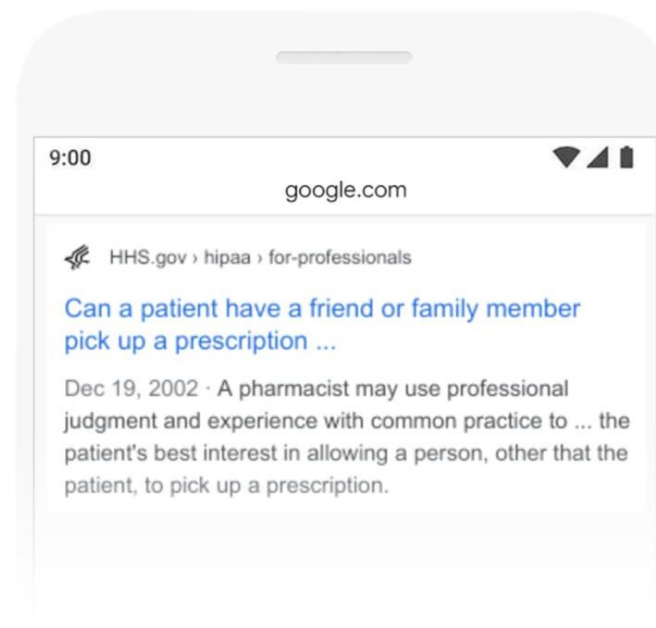 9:00
google.com
HHS.gov › hipaa › for-professionals
Can a patient have a friend or family member
pick up a prescription ...
Dec 19, 2002 · A pharmacist may use professional
judgment and experience with common practice to ... the
patient's best interest in allowing a person, other that the
patient, to pick up a prescription.